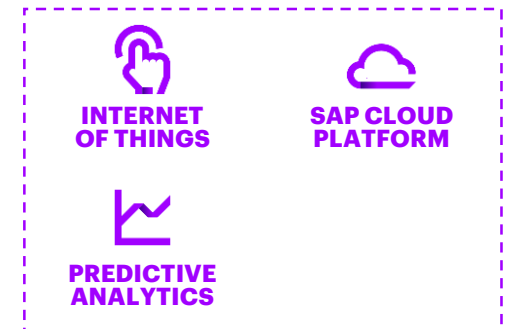 INTERNET
OF THINGS
SAP CLOUD
PLATFORM
PREDICTIVE
ANALYTICS